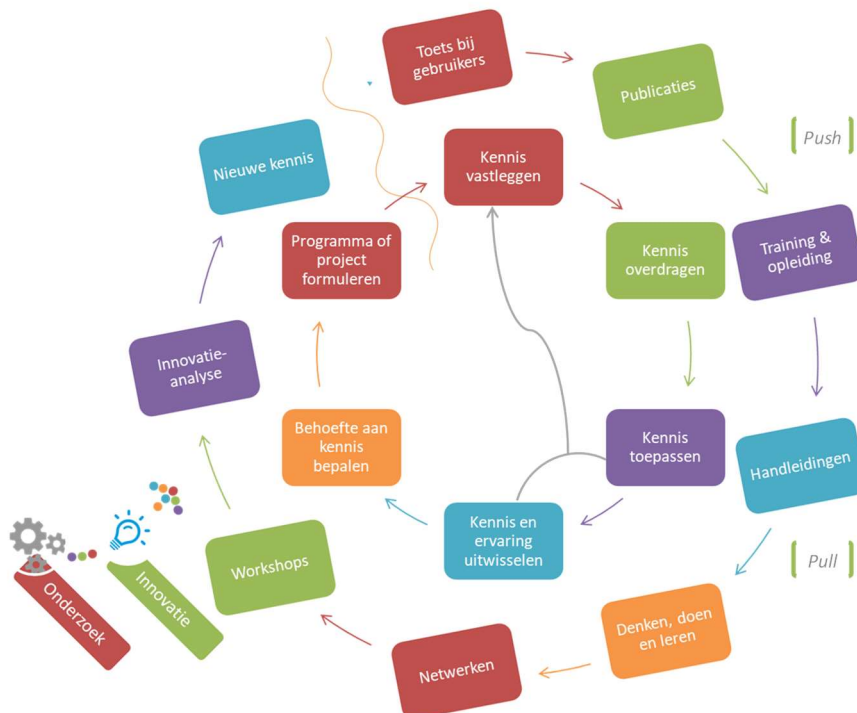 Toets bij
gebruikers
Publicaties
[ Push ]
Nieuwe kennis
Kennis
vastleggen
Programma of
project
formuleren
Kennis
overdragen
Training &
opleiding
Innovatie-
analyse
Behoefte aan
kennis
bepalen
Kennis
toepassen
Handleidingen
Kennis en
ervaring
uitwisselen
[ Pull ]
Workshops
Onderzoek
Innovatie
Denken, doen
en leren
Netwerken